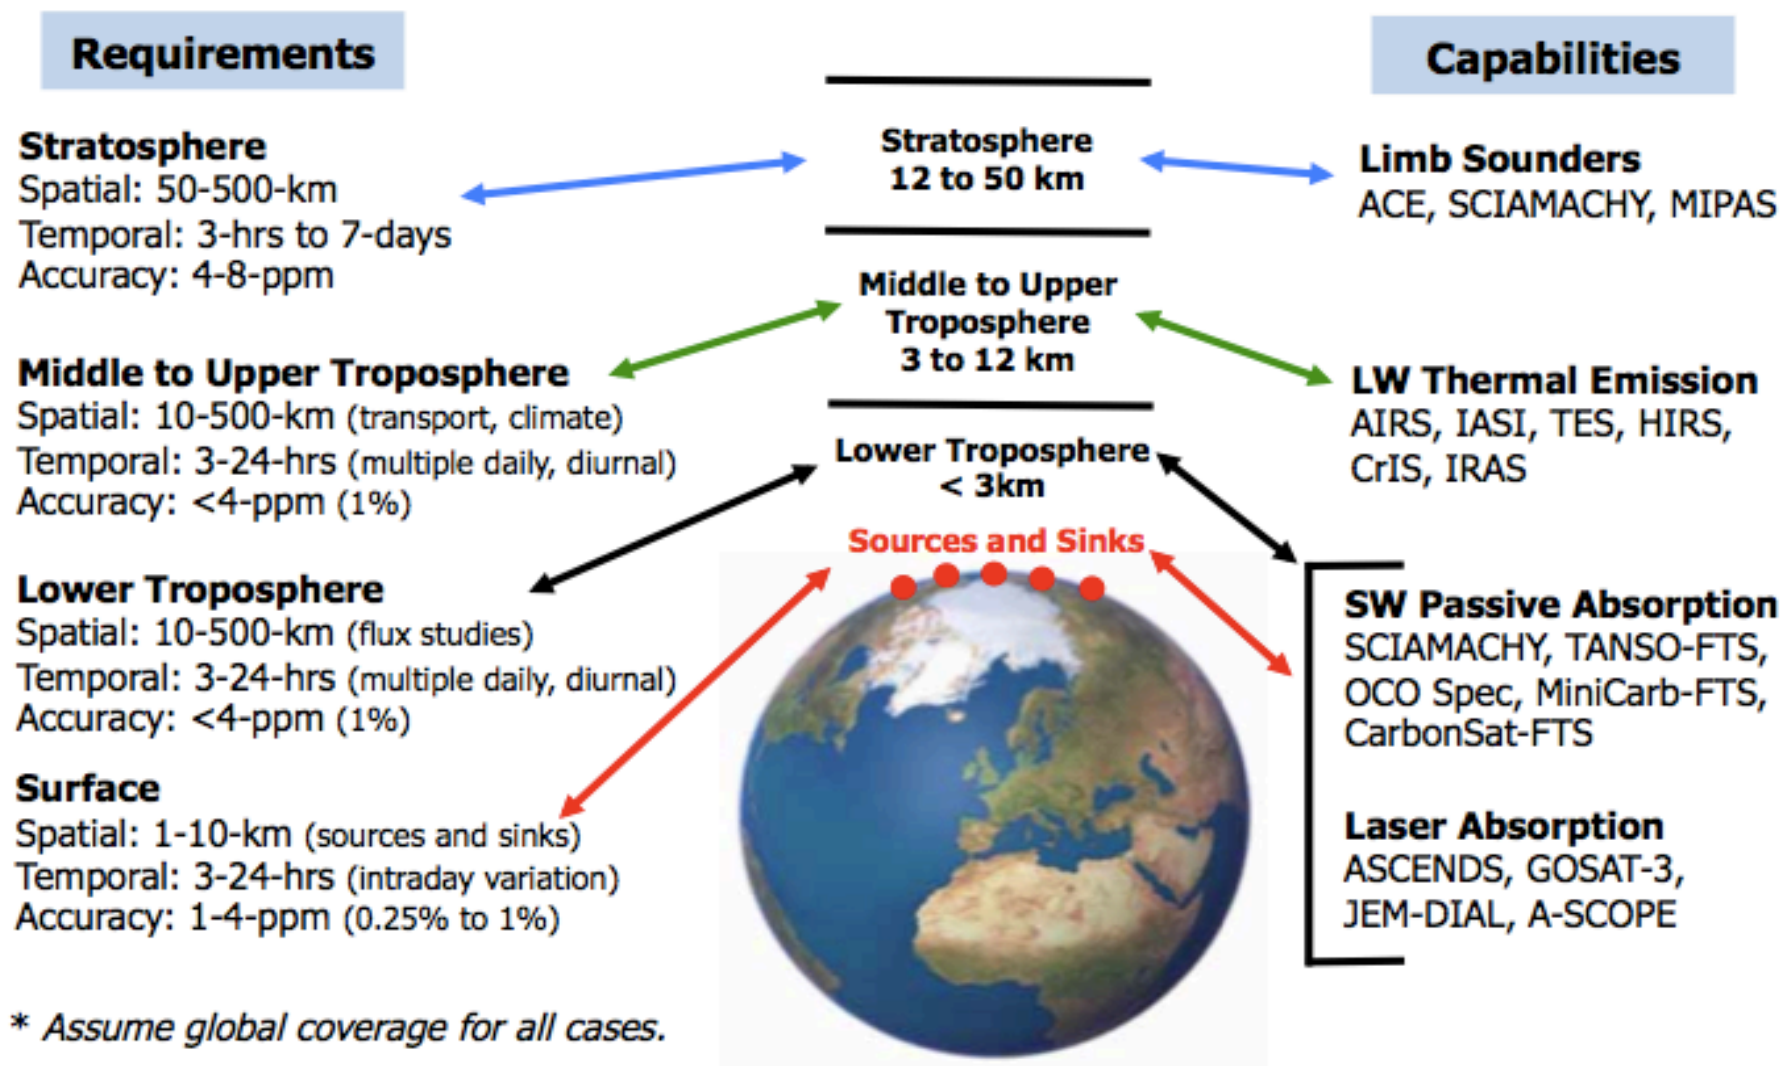 Requirements
Stratosphere
Spatial: 50-500-km
Temporal: 3-hrs to 7-days
Accuracy: 4-8-ppm
Middle to Upper Troposphere
Spatial: 10-500-km (transport, climate)
Temporal: 3-24-hrs (multiple daily, diurnal)
Accuracy: <4-ppm (1%)
Lower Troposphere
Spatial: 10-500-km (flux studies)
Temporal: 3-24-hrs (multiple daily, diurnal)
Accuracy: <4-ppm (1%)
Surface
Spatial: 1-10-km (sources and sinks)
Temporal: 3-24-hrs (intraday variation)
Accuracy: 1-4-ppm (0.25% to 1%)
* Assume global coverage for all cases.
Stratosphere
12 to 50 km
Middle to Upper
Troposphere
3 to 12 km
Lower Troposphere
< 3km
Sources and Sinks
Capabilities
Limb Sounders
ACE, SCIAMACHY, MIPAS
LW Thermal Emission
AIRS, IASI, TES, HIRS,
CrIS, IRAS
SW Passive Absorption
SCIAMACHY, TANSO-FTS,
OCO Spec, MiniCarb-FTS,
CarbonSat-FTS
Laser Absorption
ASCENDS, GOSAT-3,
JEM-DIAL, A-SCOPE